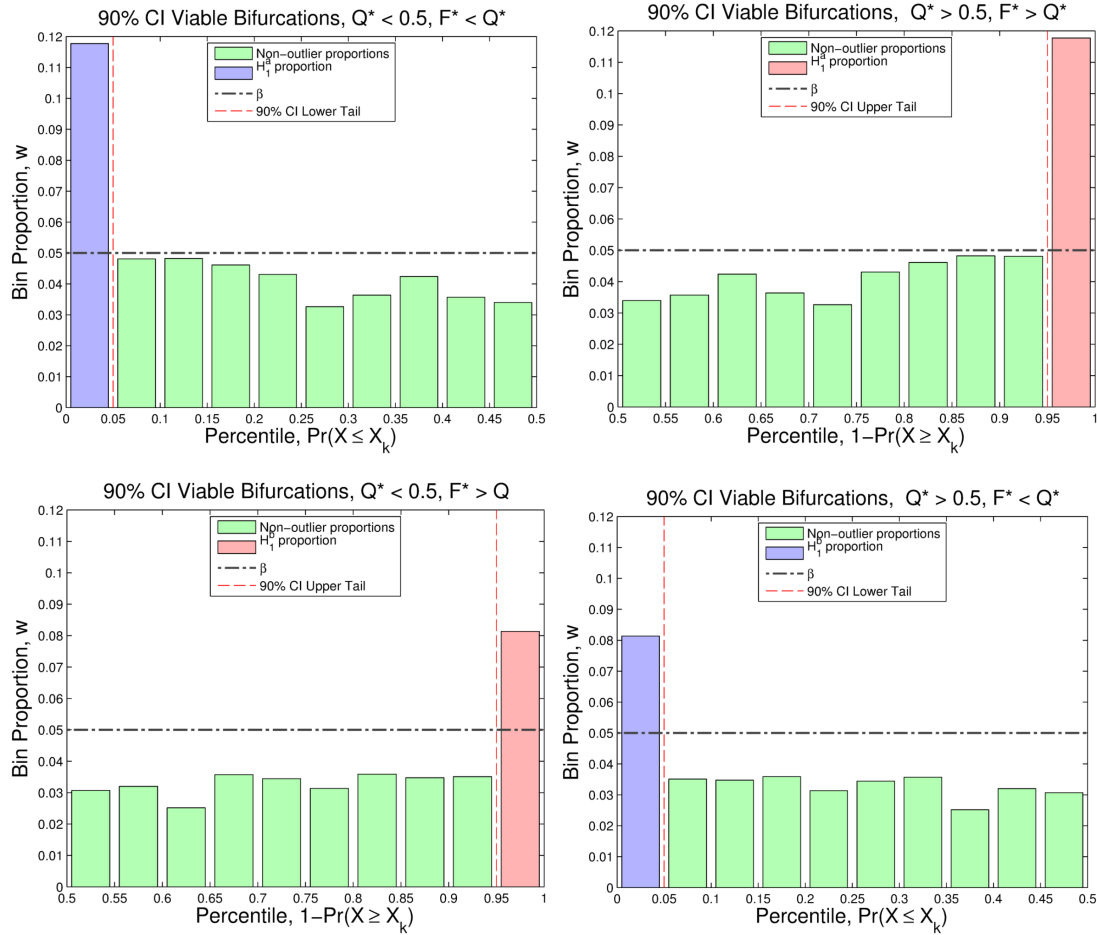 90% CI Viable Bifurcations, Q* < 0.5, F* < Q*
Bin Proportion, w
0.12
0.11
0.1
0.09
0.08
0.07
0.06
0.05
0.04
0.03
0.02
0.01
0
Non−outlier proportions
H₁ᵃ proportion
β
90% CI Lower Tail
0 0.05 0.1 0.15 0.2 0.25 0.3 0.35 0.4 0.45 0.5
Percentile, Pr(X ≤ Xₖ)
90% CI Viable Bifurcations, Q* > 0.5, F* > Q*
Bin Proportion, w
0.12
0.11
0.1
0.09
0.08
0.07
0.06
0.05
0.04
0.03
0.02
0.01
0
Non−outlier proportions
H₁ᵃ proportion
β
90% CI Upper Tail
0.5 0.55 0.6 0.65 0.7 0.75 0.8 0.85 0.9 0.95 1
Percentile, 1−Pr(X ≥ Xₖ)
90% CI Viable Bifurcations, Q* < 0.5, F* > Q
Bin Proportion, w
0.12
0.11
0.1
0.09
0.08
0.07
0.06
0.05
0.04
0.03
0.02
0.01
0
Non−outlier proportions
H₁ᵇ proportion
β
90% CI Upper Tail
0.5 0.55 0.6 0.65 0.7 0.75 0.8 0.85 0.9 0.95 1
Percentile, 1−Pr(X ≥ Xₖ)
90% CI Viable Bifurcations, Q* > 0.5, F* < Q*
Bin Proportion, w
0.12
0.11
0.1
0.09
0.08
0.07
0.06
0.05
0.04
0.03
0.02
0.01
0
Non−outlier proportions
H₁ᵇ proportion
β
90% CI Lower Tail
0 0.05 0.1 0.15 0.2 0.25 0.3 0.35 0.4 0.45 0.5
Percentile, Pr(X ≤ Xₖ)